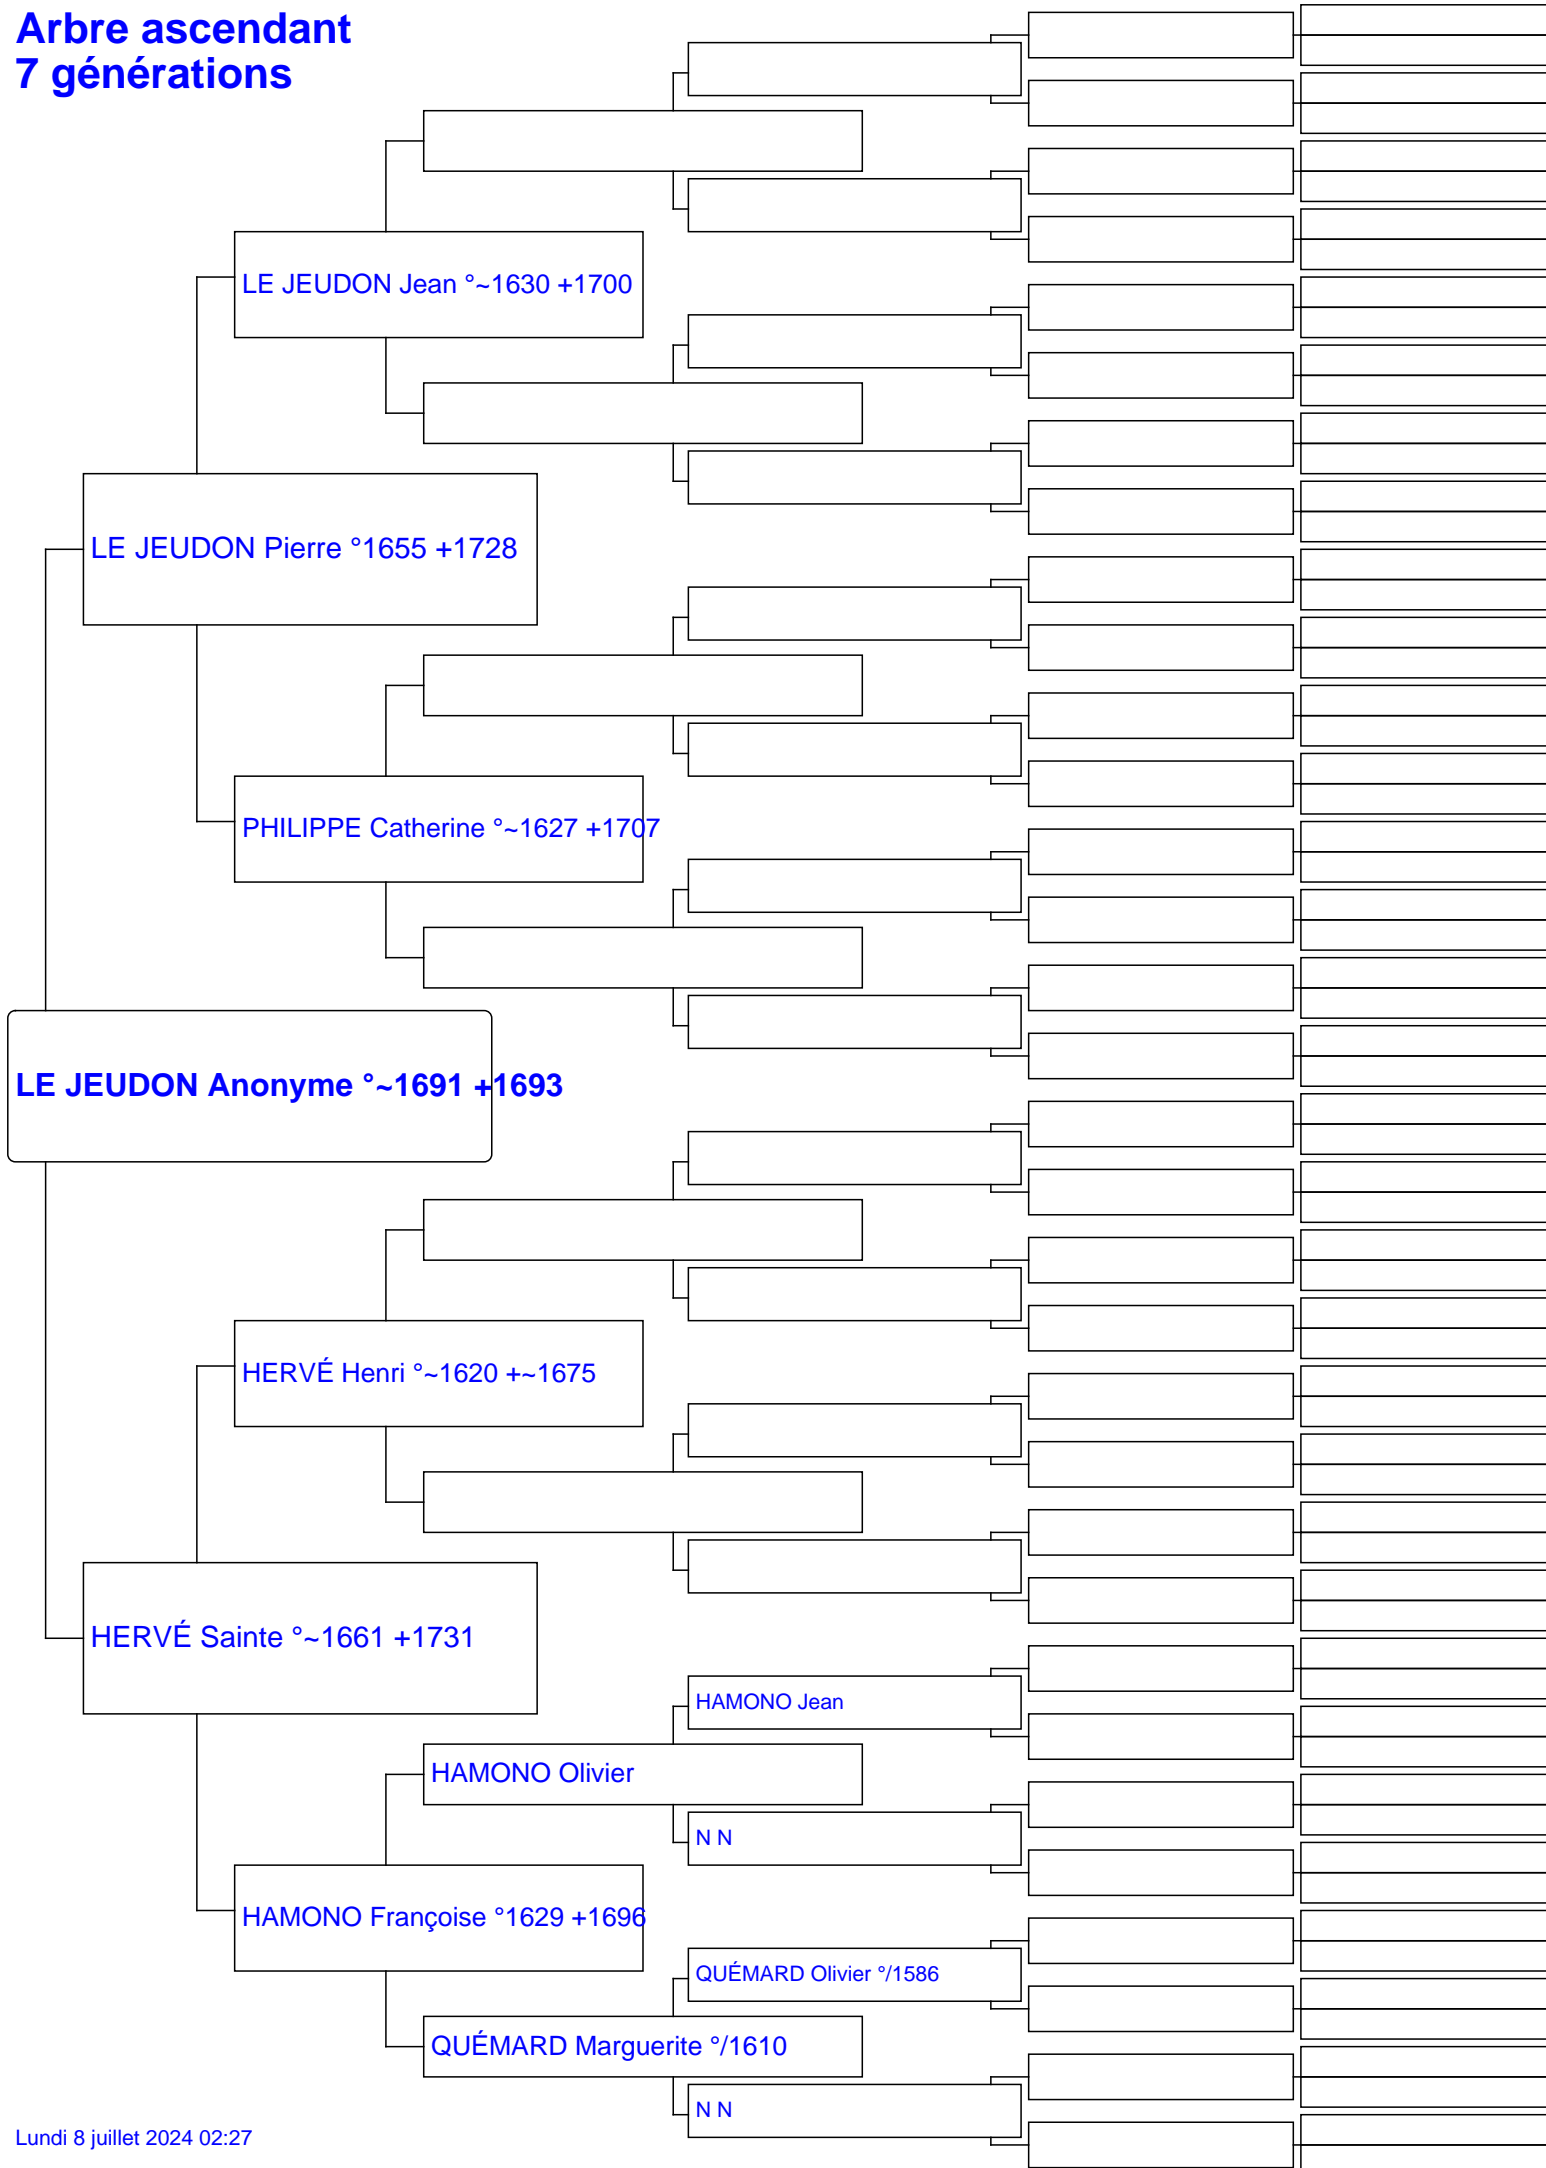 Arbre ascendant
7 générations
LE JEUDON Jean °~1630 +1700
LE JEUDON Pierre °1655 +1728
PHILIPPE Catherine °~1627 +1707
LE JEUDON Anonyme °~1691 +1693
HERVÉ Henri °~1620 +~1675
HERVÉ Sainte °~1661 +1731
HAMONO Jean
HAMONO Olivier
N N
HAMONO Françoise °1629 +1696
QUÉMARD Olivier °/1586
QUÉMARD Marguerite °/1610
N N
Lundi 8 juillet 2024 02:27